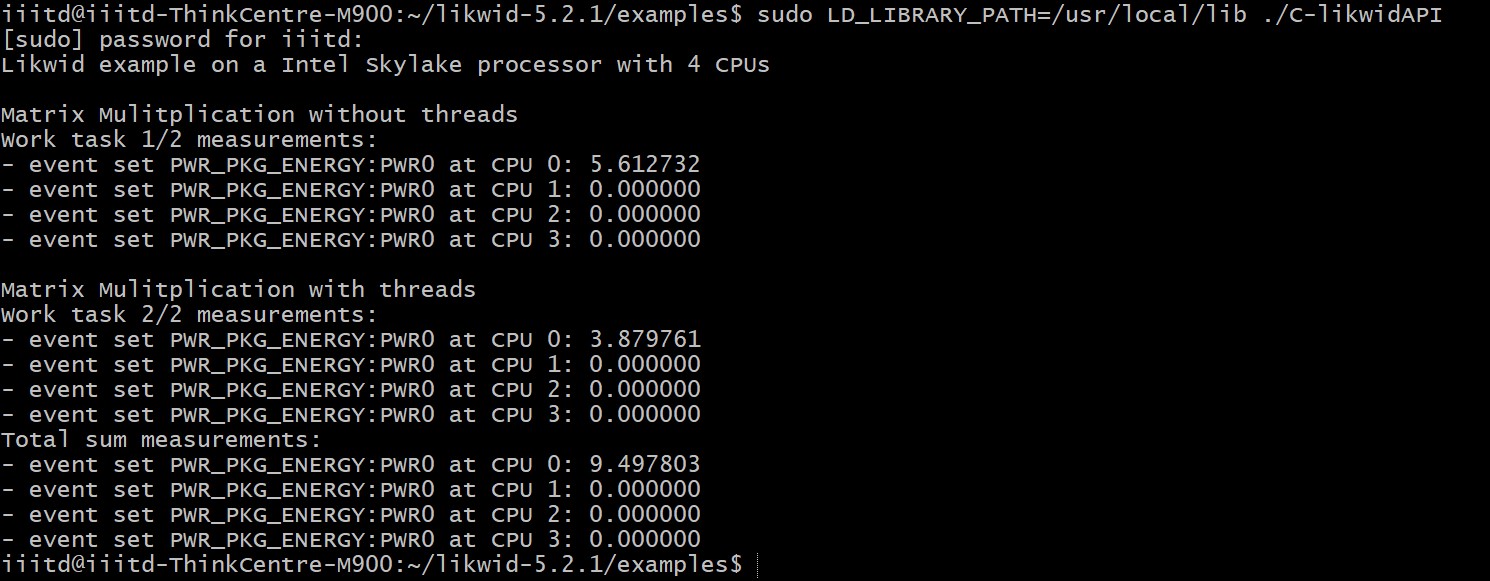 iiitd@iiitd-ThinkCentre-M900:~/likwid-5.2.1/examples$ sudo LD_LIBRARY_PATH=/usr/local/lib ./C-likwidAPI
[sudo] password for iiitd:
Likwid example on a Intel Skylake processor with 4 CPUs
Matrix Mulitplication without threads
Work task 1/2 measurements:
- event set PWR_PKG_ENERGY:PWR0 at CPU 0: 5.612732
- event set PWR_PKG_ENERGY:PWR0 at CPU 1: 0.000000
- event set PWR_PKG_ENERGY:PWR0 at CPU 2: 0.000000
- event set PWR_PKG_ENERGY:PWR0 at CPU 3: 0.000000
Matrix Mulitplication with threads
Work task 2/2 measurements:
- event set PWR_PKG_ENERGY:PWR0 at CPU 0: 3.879761
- event set PWR_PKG_ENERGY:PWR0 at CPU 1: 0.000000
- event set PWR_PKG_ENERGY:PWR0 at CPU 2: 0.000000
- event set PWR_PKG_ENERGY:PWR0 at CPU 3: 0.000000
Total sum measurements:
- event set PWR_PKG_ENERGY:PWR0 at CPU 0: 9.497803
- event set PWR_PKG_ENERGY:PWR0 at CPU 1: 0.000000
- event set PWR_PKG_ENERGY:PWR0 at CPU 2: 0.000000
- event set PWR_PKG_ENERGY:PWR0 at CPU 3: 0.000000
iiitd@iiitd-ThinkCentre-M900:~/likwid-5.2.1/examples$